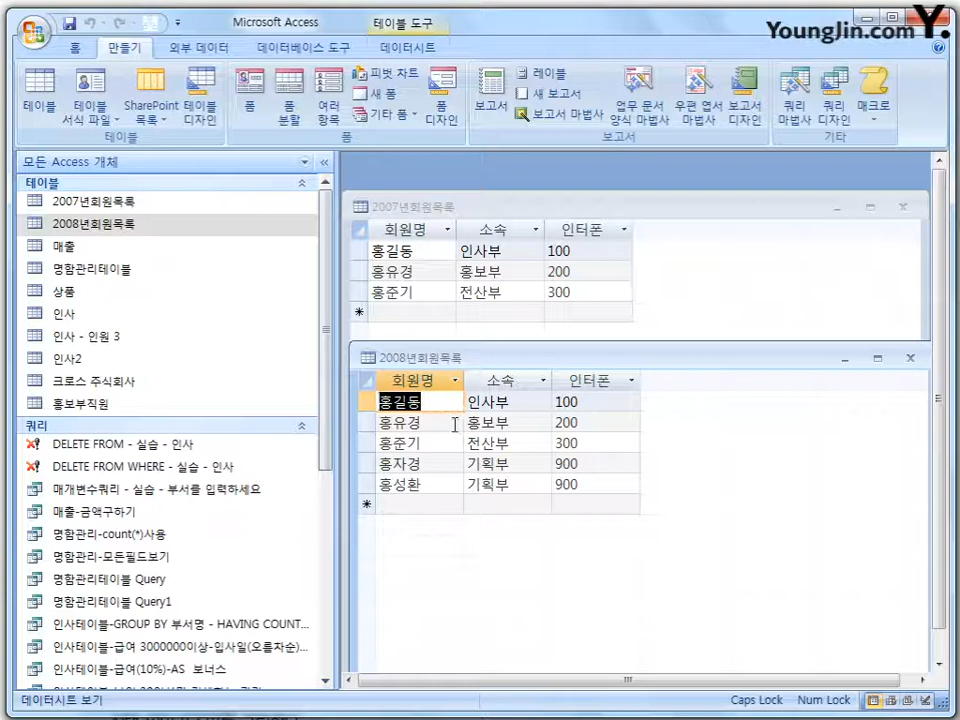 Microsoft Access
테이블 도구
YoungJin.com Y.
홈 만들기 외부 데이터 데이터베이스 도구 데이터시트
테이블
테이블 서식 파일
SharePoint 목록
테이블 디자인
테이블
폼
폼 분할
여러 항목
피벗 차트
새 폼
기타 폼
폼 디자인
폼
보고서
레이블
새 보고서
보고서 마법사
업무 문서 양식 마법사
우편 엽서 마법사
보고서 디자인
보고서
쿼리 마법사
쿼리 디자인
매크로
기타
모든 Access 개체
테이블
2007년회원목록
2008년회원목록
매출
명함관리테이블
상품
인사
인사 - 인원 3
인사2
크로스 주식회사
홍보부직원
쿼리
DELETE FROM - 실습 - 인사
DELETE FROM WHERE - 실습 - 인사
매개변수쿼리 - 실습 - 부서를 입력하세요
매출-금액구하기
명함관리-count(*)사용
명함관리-모든필드보기
명함관리테이블 Query
명함관리테이블 Query1
인사테이블-GROUP BY 부서명 - HAVING COUNT...
인사테이블-급여 3000000이상-입사일(오름차순)...
인사테이블-급여(10%)-AS 보너스
2007년회원목록
회원명 소속 인터폰
홍길동 인사부 100
홍유경 홍보부 200
홍준기 전산부 300
2008년회원목록
회원명 소속 인터폰
홍길동 인사부 100
홍유경 홍보부 200
홍준기 전산부 300
홍자경 기획부 900
홍성환 기획부 900
데이터시트 보기
Caps Lock Num Lock